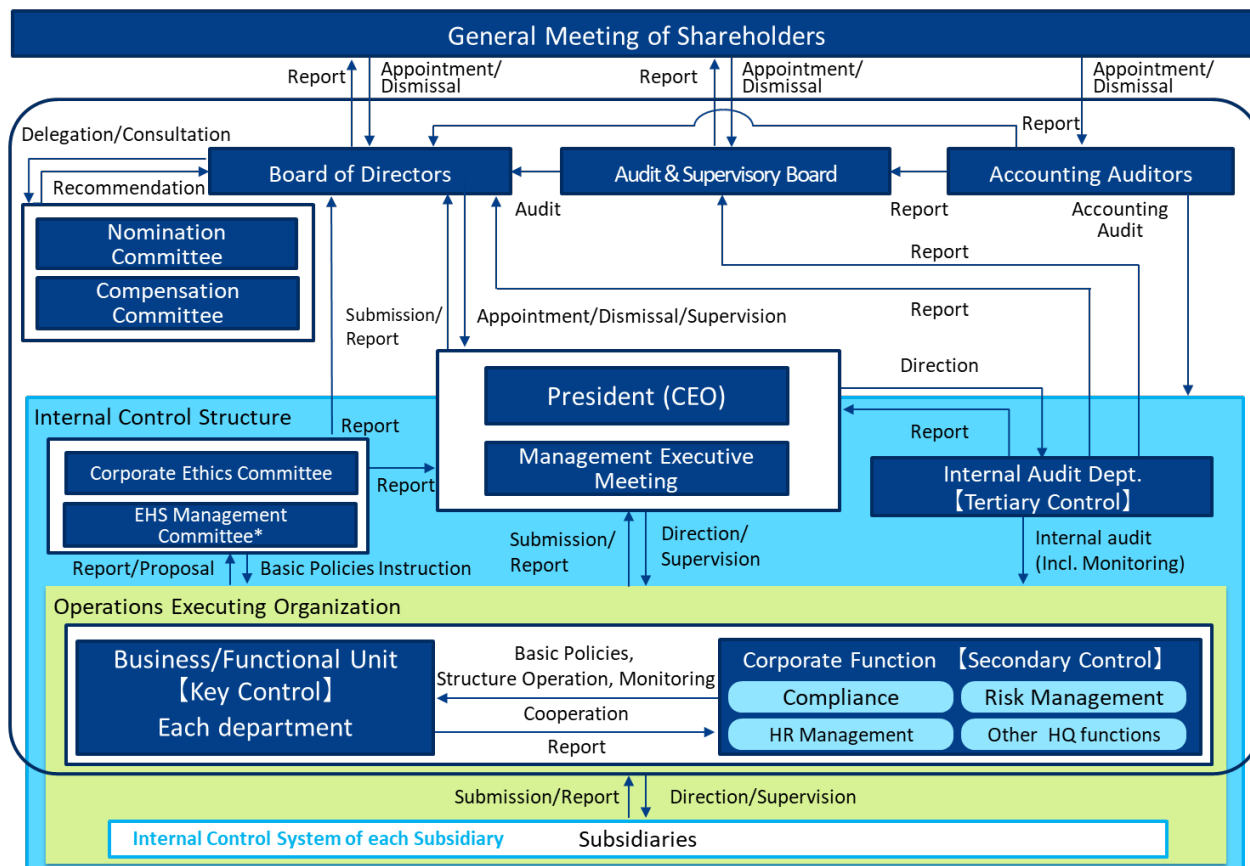 General Meeting of Shareholders
Report
Appointment/
Dismissal
Report
Appointment/
Dismissal
Appointment/
Dismissal
Delegation/Consultation
Report
Board of Directors
Audit & Supervisory Board
Accounting Auditors
Recommendation
Audit
Report
Accounting
Audit
Nomination
Committee
Compensation
Committee
Report
Report
Submission/
Report
Appointment/Dismissal/Supervision
Direction
President (CEO)
Management Executive
Meeting
Internal Control Structure
Report
Report
Report
Corporate Ethics Committee
EHS Management
Committee*
Internal Audit Dept.
【Tertiary Control】
Report/Proposal
Basic Policies Instruction
Submission/
Report
Direction/
Supervision
Internal audit
(Incl. Monitoring)
Operations Executing Organization
Business/Functional Unit
【Key Control】
Each department
Basic Policies,
Structure Operation, Monitoring
Cooperation
Report
Corporate Function 【Secondary Control】
Compliance
Risk Management
HR Management
Other HQ functions
Submission/Report
Direction/Supervision
Internal Control System of each Subsidiary
Subsidiaries